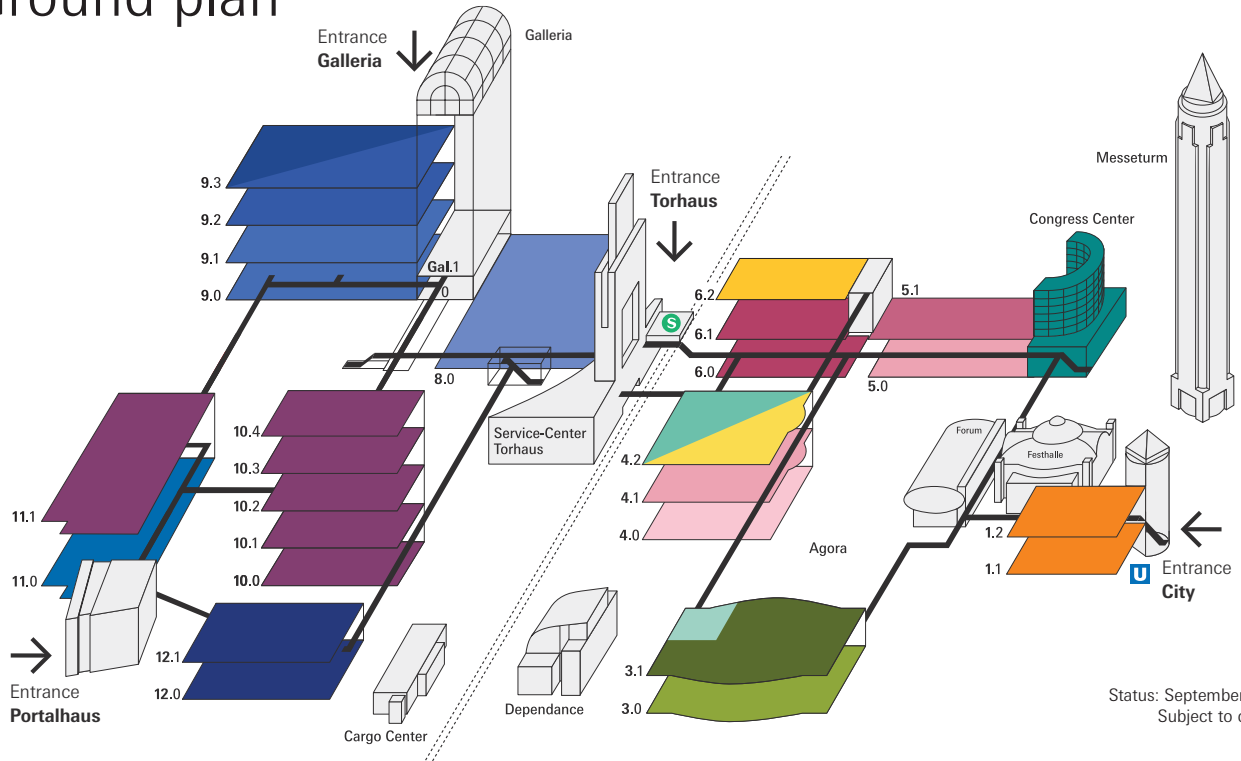 plan
Entrance
Galleria
Galleria
Messeturm
Entrance
Torhaus
Congress Center
9.3
9.2
9.1
9.0
Gal.1
0
8.0
S
6.2
6.1
6.0
5.1
5.0
Service-Center
Torhaus
10.4
10.3
10.2
10.1
10.0
11.1
11.0
4.2
4.1
4.0
Forum
Festhalle
Agora
1.2
1.1
U
Entrance
City
12.1
12.0
Entrance
Portalhaus
Cargo Center
Dependance
3.1
3.0
Status: September
Subject to